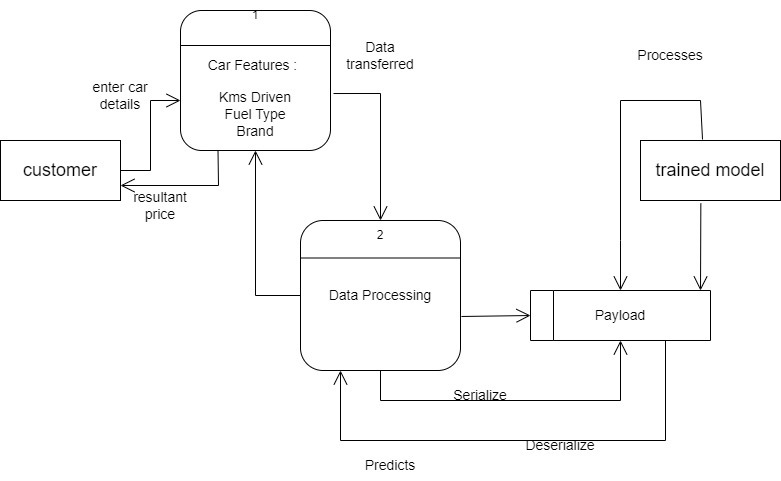 1
Car Features :
Kms Driven
Fuel Type
Brand
Data
transferred
Processes
enter car
details
customer
trained model
resultant
price
2
Data Processing
Payload
Serialize
Deserialize
Predicts